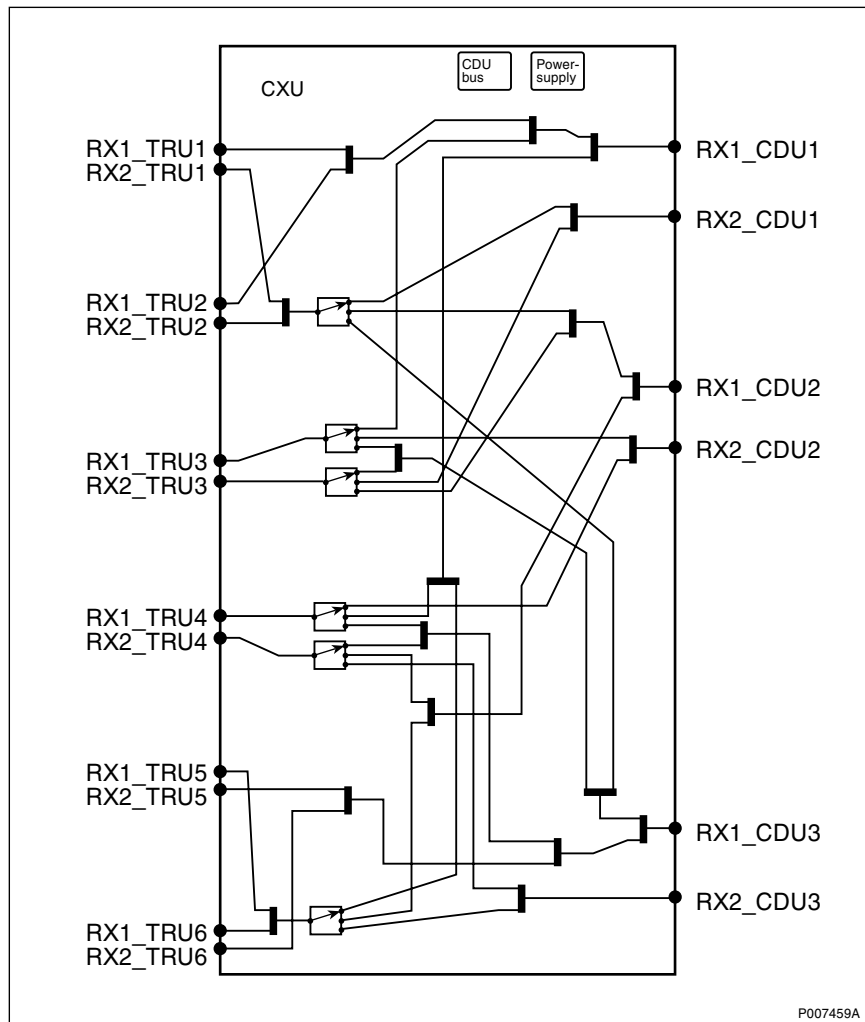 CDU
bus
Power-
supply
CXU
RX1_TRU1
RX2_TRU1
RX1_CDU1
RX2_CDU1
RX1_TRU2
RX2_TRU2
RX1_CDU2
RX2_CDU2
RX1_TRU3
RX2_TRU3
RX1_TRU4
RX2_TRU4
RX1_TRU5
RX2_TRU5
RX1_CDU3
RX2_CDU3
RX1_TRU6
RX2_TRU6
P007459A